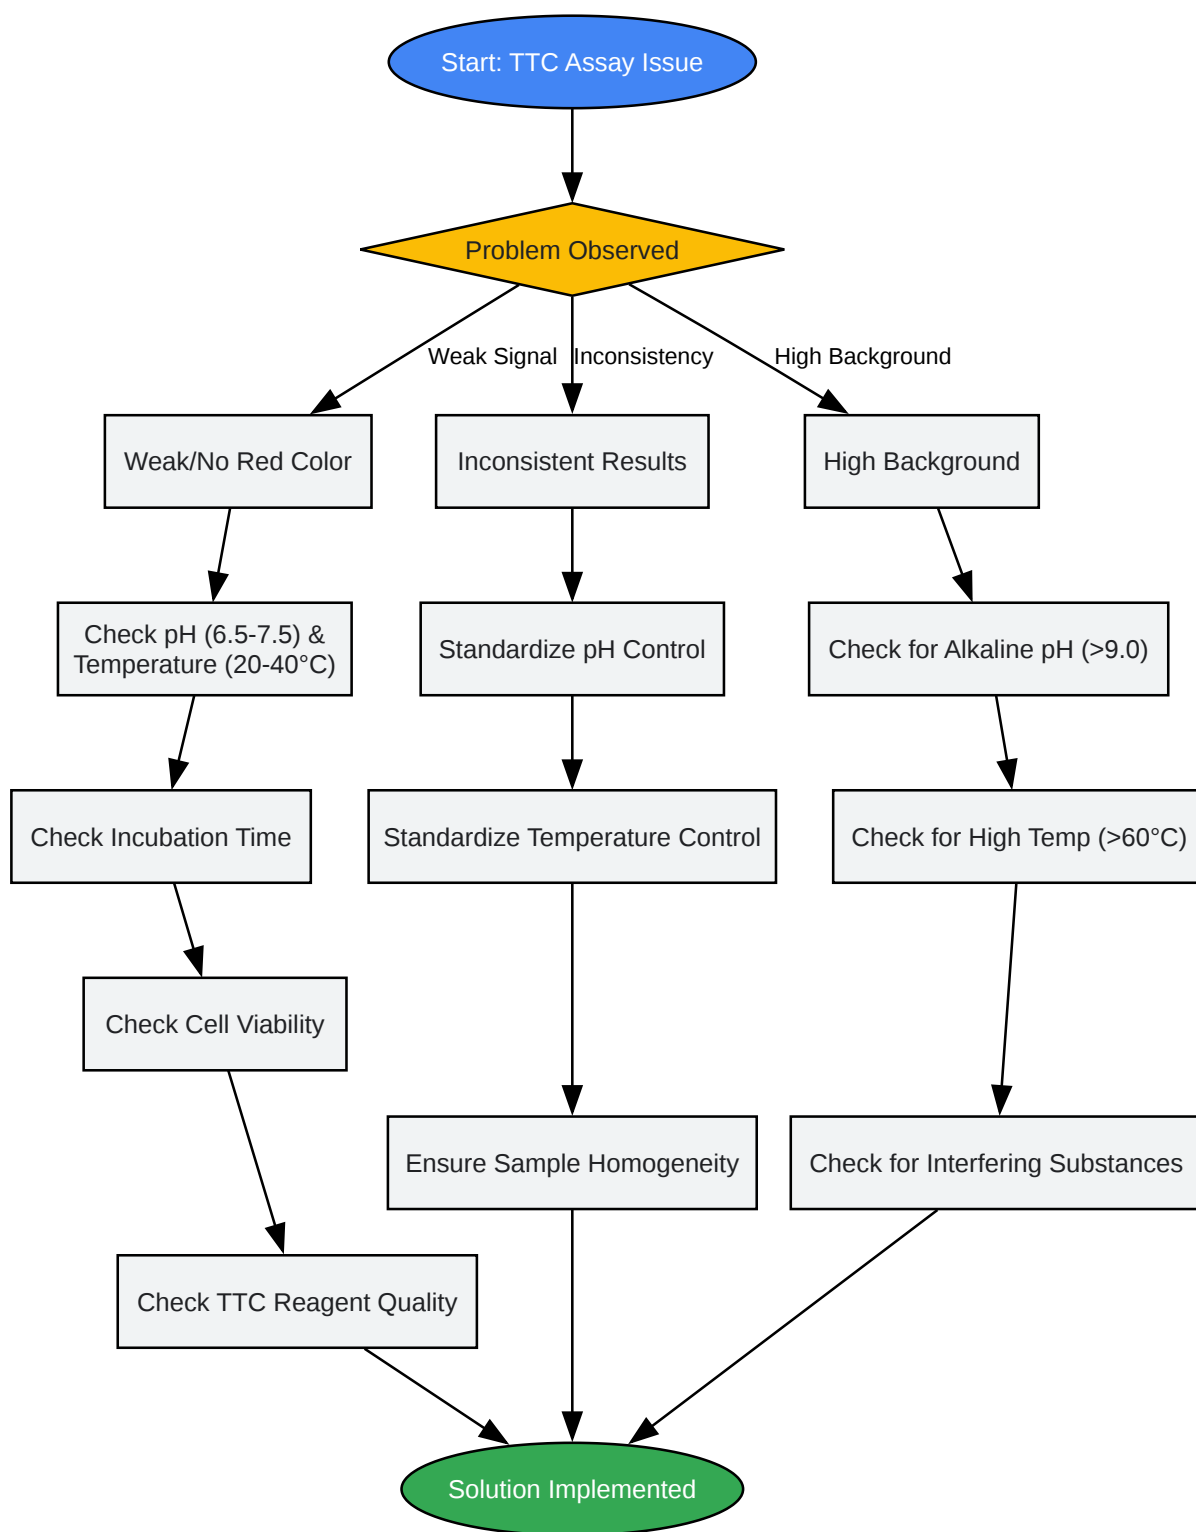 Start: TTC Assay Issue
Problem Observed
Weak Signal
Inconsistency
High Background
Weak/No Red Color
Inconsistent Results
High Background
Check pH (6.5-7.5) &
Temperature (20-40°C)
Standardize pH Control
Check for Alkaline pH (>9.0)
Check Incubation Time
Standardize Temperature Control
Check for High Temp (>60°C)
Check Cell Viability
Ensure Sample Homogeneity
Check for Interfering Substances
Check TTC Reagent Quality
Solution Implemented